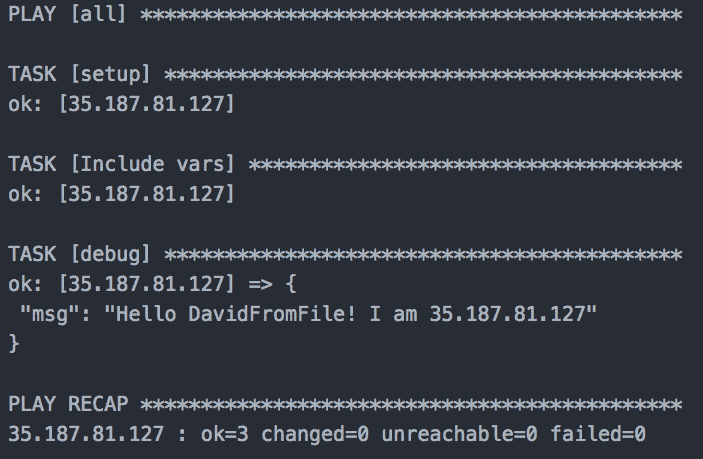 PLAY [all] *********************************************
TASK [setup] *******************************************
ok: [35.187.81.127]
TASK [Include vars] ************************************
ok: [35.187.81.127]
TASK [debug] *******************************************
ok: [35.187.81.127] => {
"msg": "Hello DavidFromFile! I am 35.187.81.127"
}
PLAY RECAP *********************************************
35.187.81.127 : ok=3 changed=0 unreachable=0 failed=0